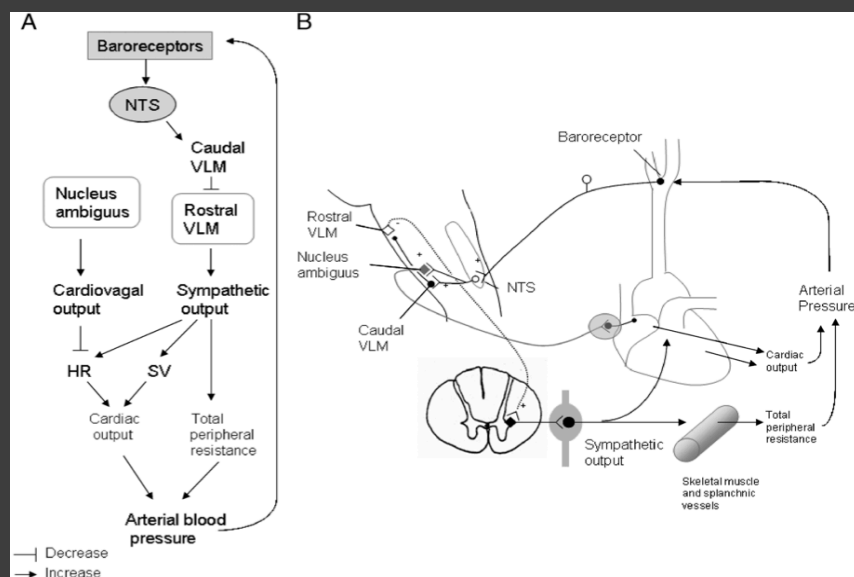 A
Baroreceptors
NTS
Caudal
VLM
Nucleus
ambiguus
Rostral
VLM
Cardiovagal
output
Sympathetic
output
HR
SV
Cardiac
output
Total
peripheral
resistance
Arterial blood
pressure
Decrease
Increase
B
Baroreceptor
Rostral
VLM
-
+
+
+
Nucleus
ambiguus
NTS
Caudal
VLM
Arterial
Pressure
Cardiac
output
+
Sympathetic
output
Total peripheral
resistance
Skeletal muscle
and splanchnic
vessels